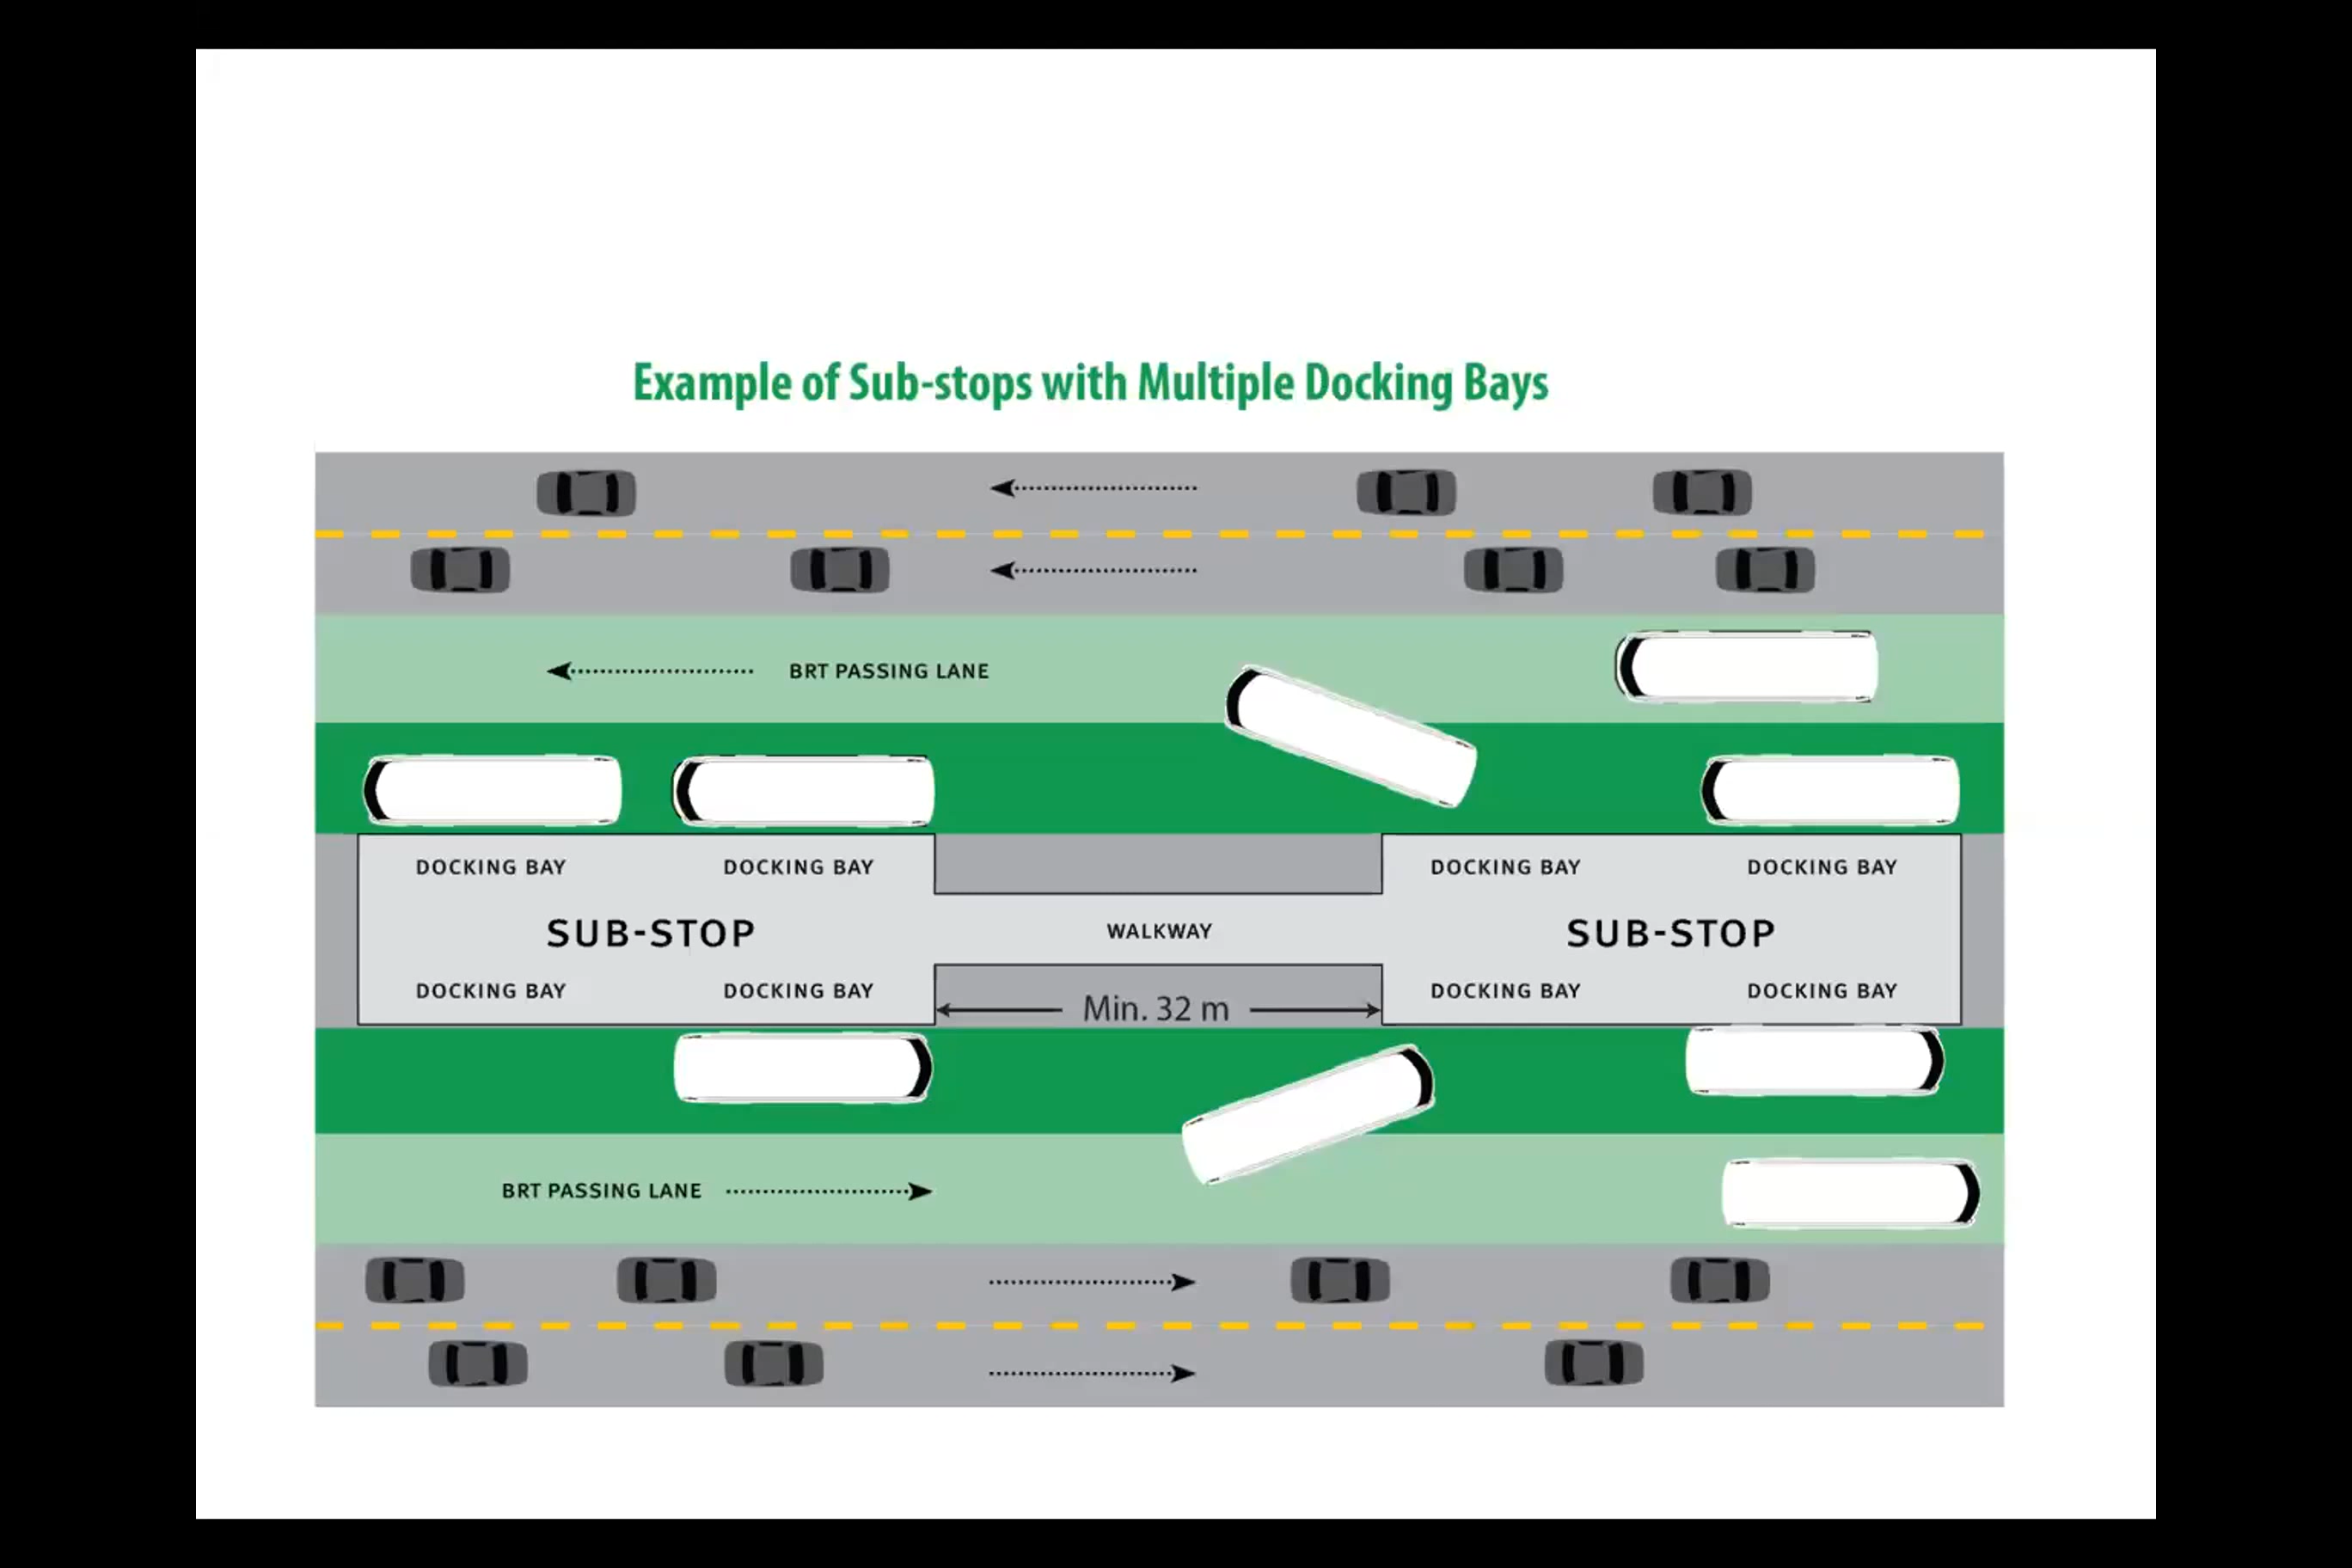 Example of Sub-stops with Multiple Docking Bays
BRT PASSING LANE
DOCKING BAY DOCKING BAY DOCKING BAY DOCKING BAY
SUB-STOP WALKWAY SUB-STOP
DOCKING BAY DOCKING BAY DOCKING BAY DOCKING BAY
Min. 32 m
BRT PASSING LANE